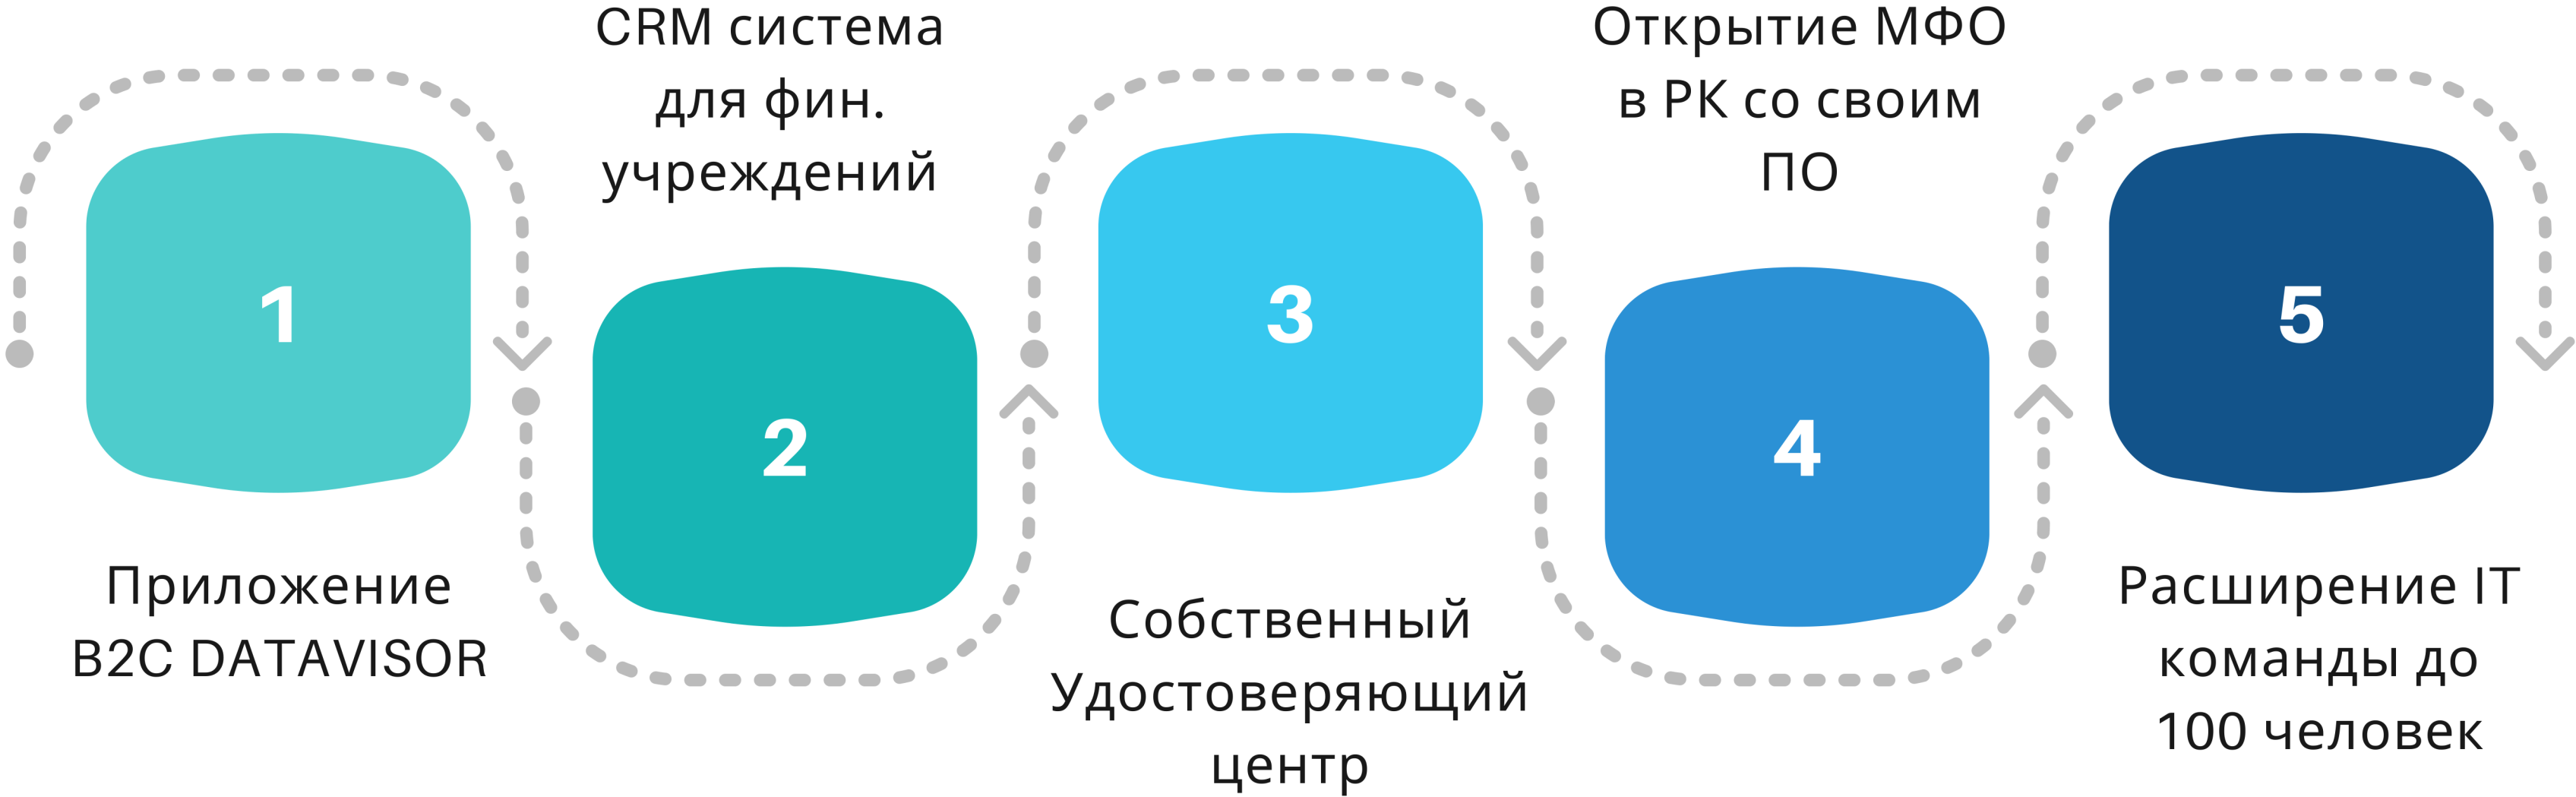 1
Приложение
B2C DATAVISOR
CRM система
для фин.
учреждений
2
3
Собственный
Удостоверяющий
центр
Открытие МФО
в РК со своим
ПО
4
5
Расширение IT
команды до
100 человек